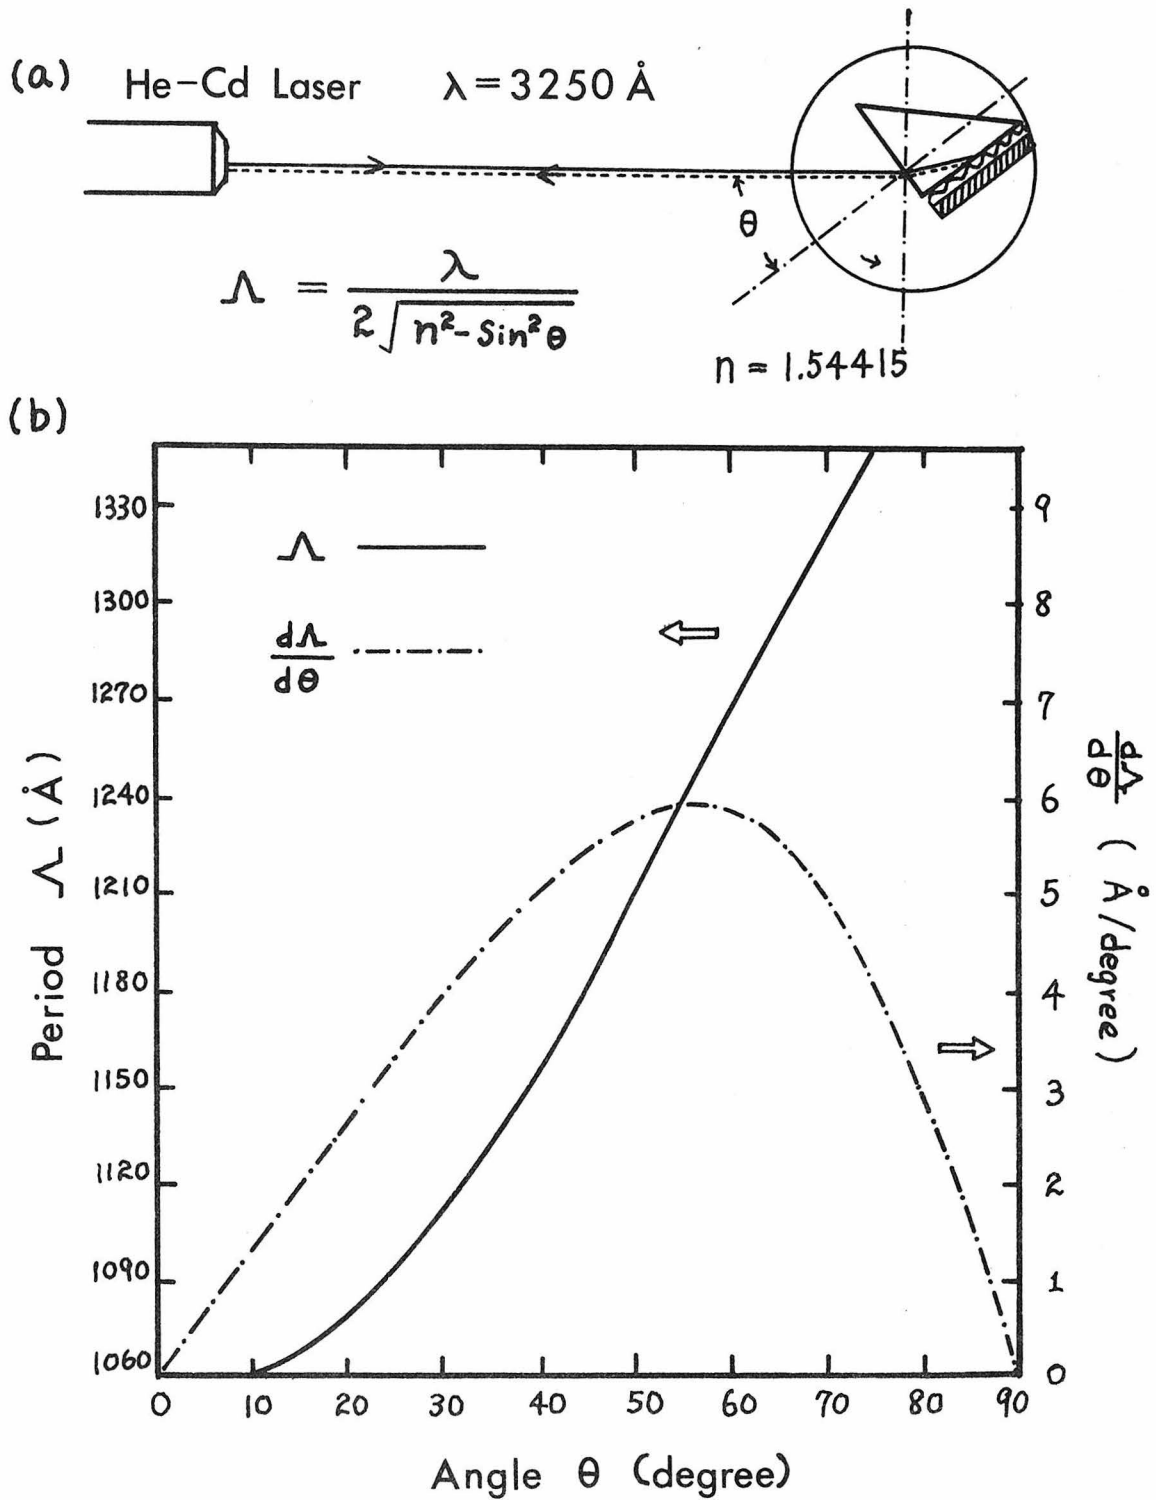 (a) He-Cd Laser λ = 3250 Å
θ
Λ = λ / 2√(n²-Sin²θ)
n = 1.54415
(b)
1330
1300
1270
1240
1210
1180
1150
1120
1090
1060
Period Λ (Å)
Λ
dΛ/dθ
9
8
7
6
5
4
3
2
1
0
dΛ/dθ (Å/degree)
0 10 20 30 40 50 60 70 80 90
Angle θ (degree)